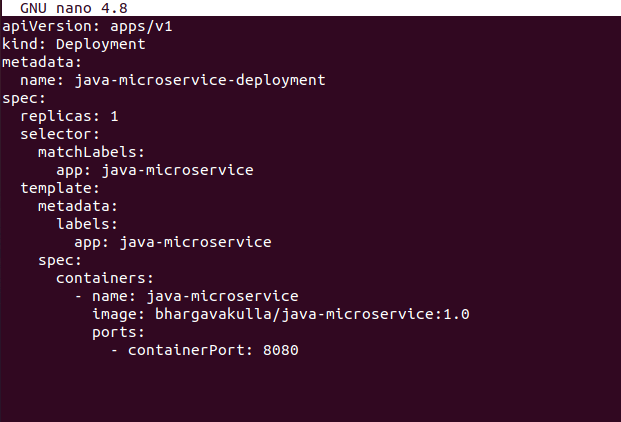 GNU nano 4.8
apiVersion: apps/v1
kind: Deployment
metadata:
  name: java-microservice-deployment
spec:
  replicas: 1
  selector:
    matchLabels:
      app: java-microservice
  template:
    metadata:
      labels:
        app: java-microservice
    spec:
      containers:
        - name: java-microservice
          image: bhargavakulla/java-microservice:1.0
          ports:
            - containerPort: 8080